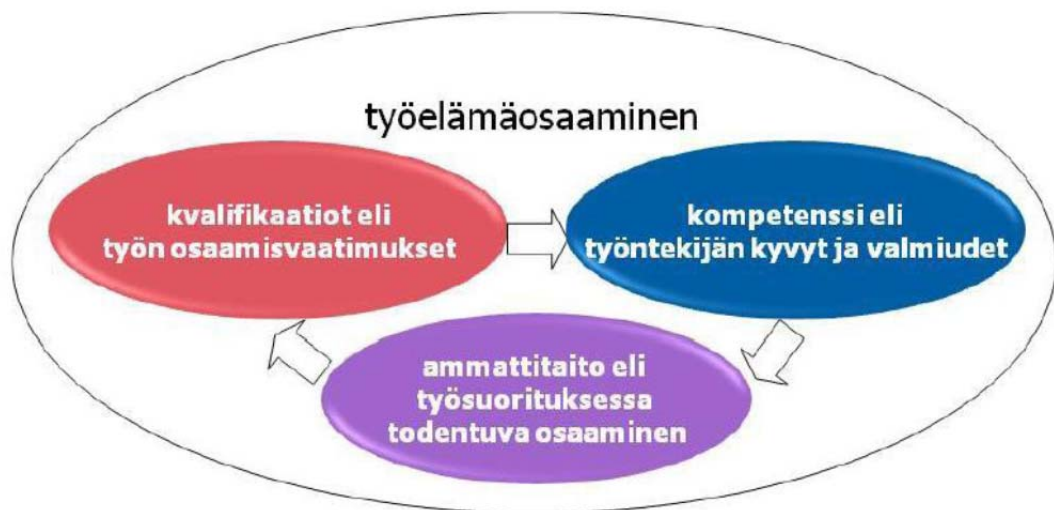 työelämäosaaminen
kvalifikaatiot eli
työn osaamisvaatimukset
kompetenssi eli
työntekijän kyvyt ja valmiudet
ammattitaito eli
työsuorituksessa
todentuva osaaminen